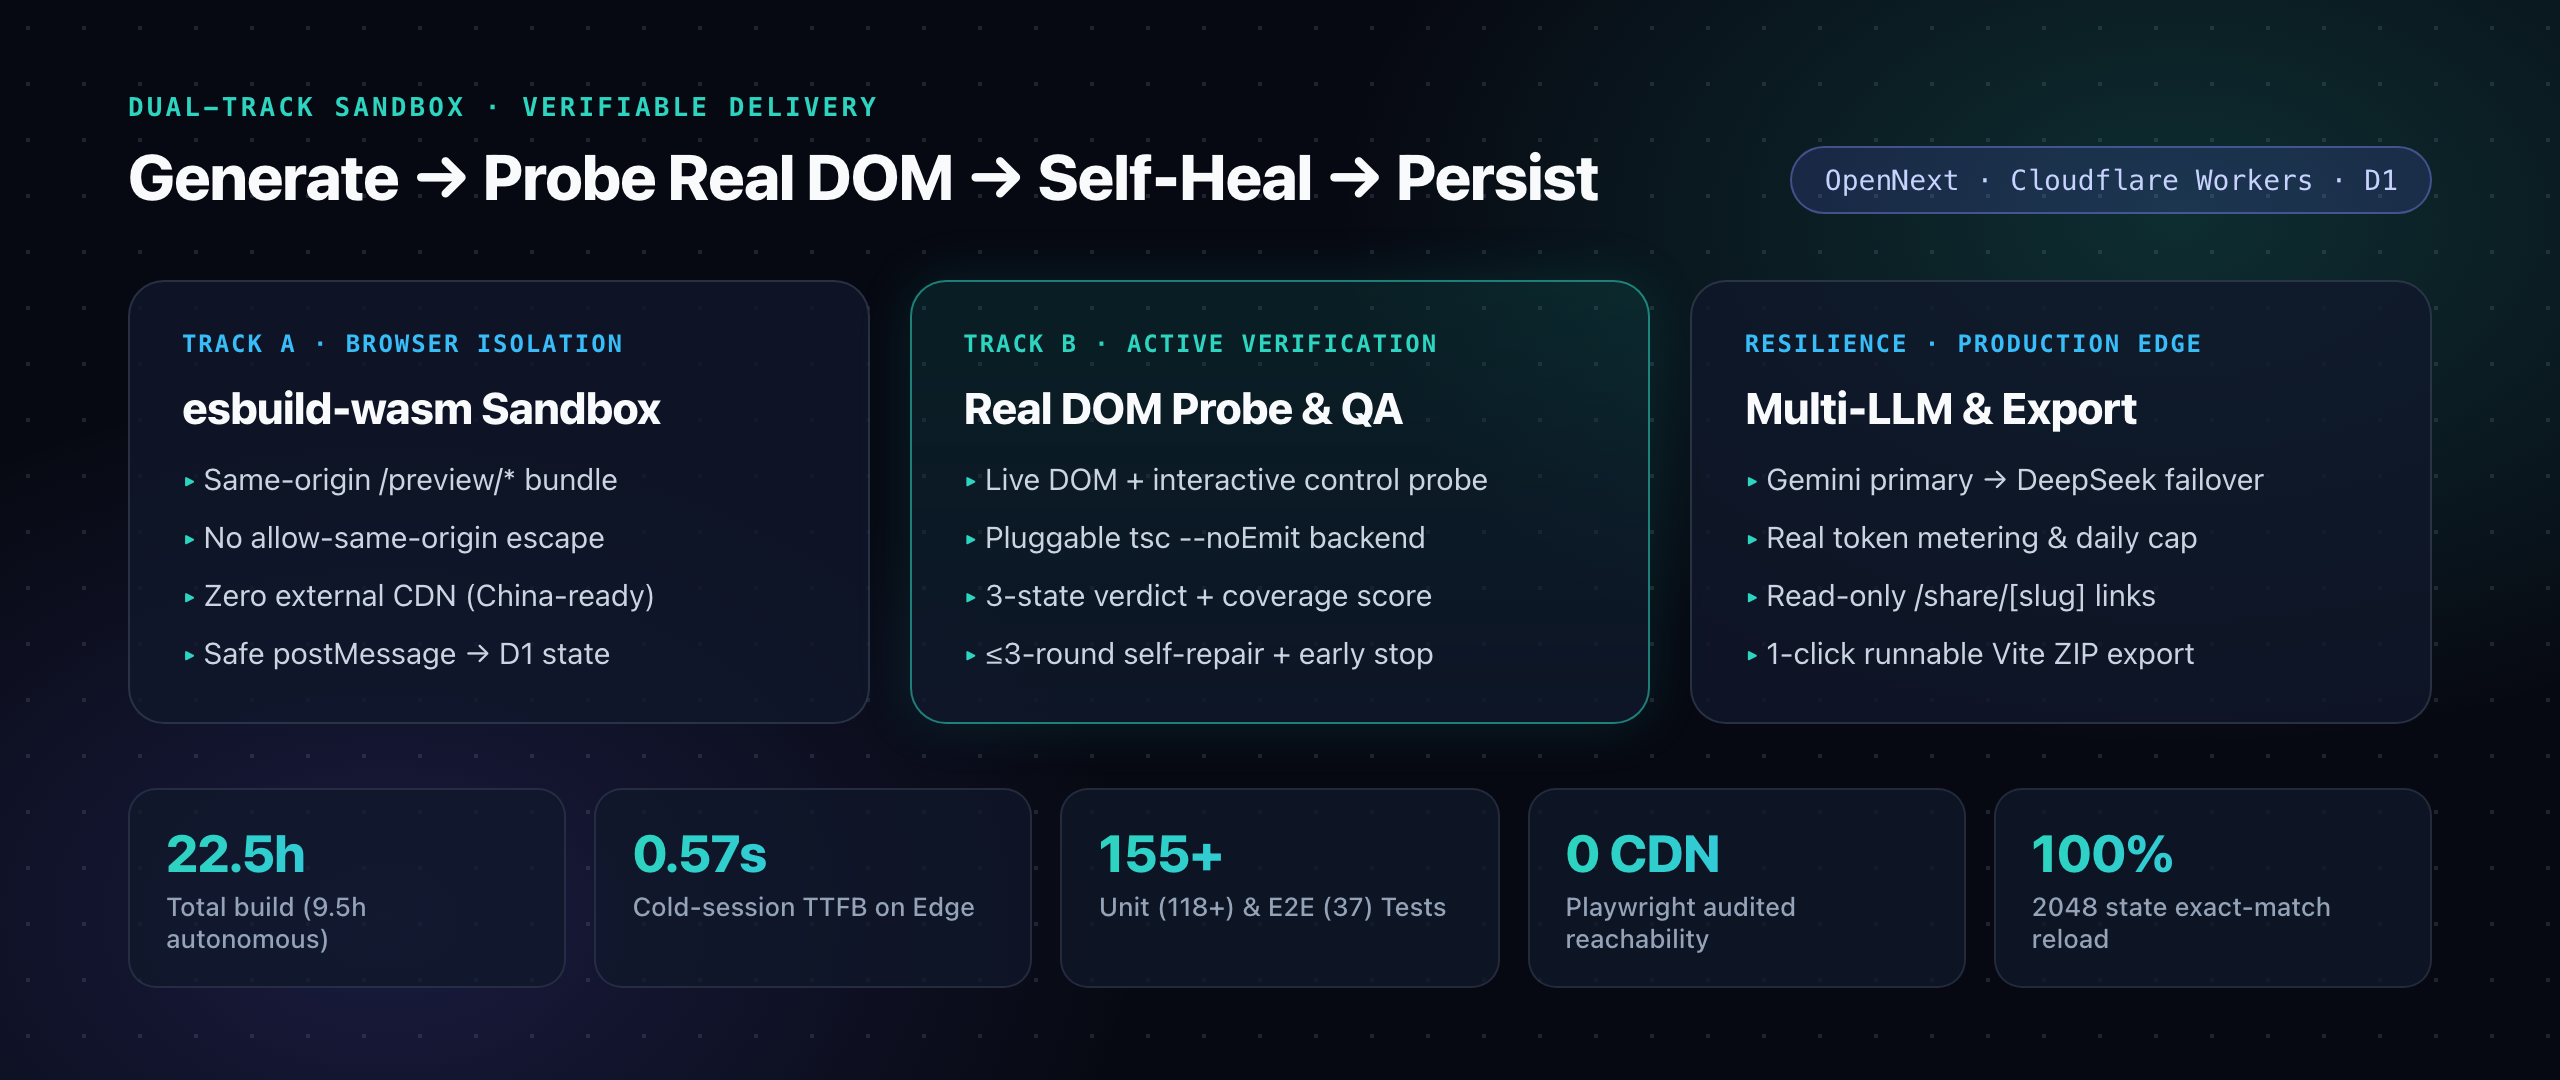 DUAL-TRACK SANDBOX · VERIFIABLE DELIVERY
Generate → Probe Real DOM → Self-Heal → Persist
OpenNext · Cloudflare Workers · D1
TRACK A · BROWSER ISOLATION
esbuild-wasm Sandbox
▸ Same-origin /preview/* bundle
▸ No allow-same-origin escape
▸ Zero external CDN (China-ready)
▸ Safe postMessage → D1 state
TRACK B · ACTIVE VERIFICATION
Real DOM Probe & QA
▸ Live DOM + interactive control probe
▸ Pluggable tsc --noEmit backend
▸ 3-state verdict + coverage score
▸ ≤3-round self-repair + early stop
RESILIENCE · PRODUCTION EDGE
Multi-LLM & Export
▸ Gemini primary → DeepSeek failover
▸ Real token metering & daily cap
▸ Read-only /share/[slug] links
▸ 1-click runnable Vite ZIP export
22.5h
Total build (9.5h
autonomous)
0.57s
Cold-session TTFB on Edge
155+
Unit (118+) & E2E (37) Tests
0 CDN
Playwright audited
reachability
100%
2048 state exact-match
reload